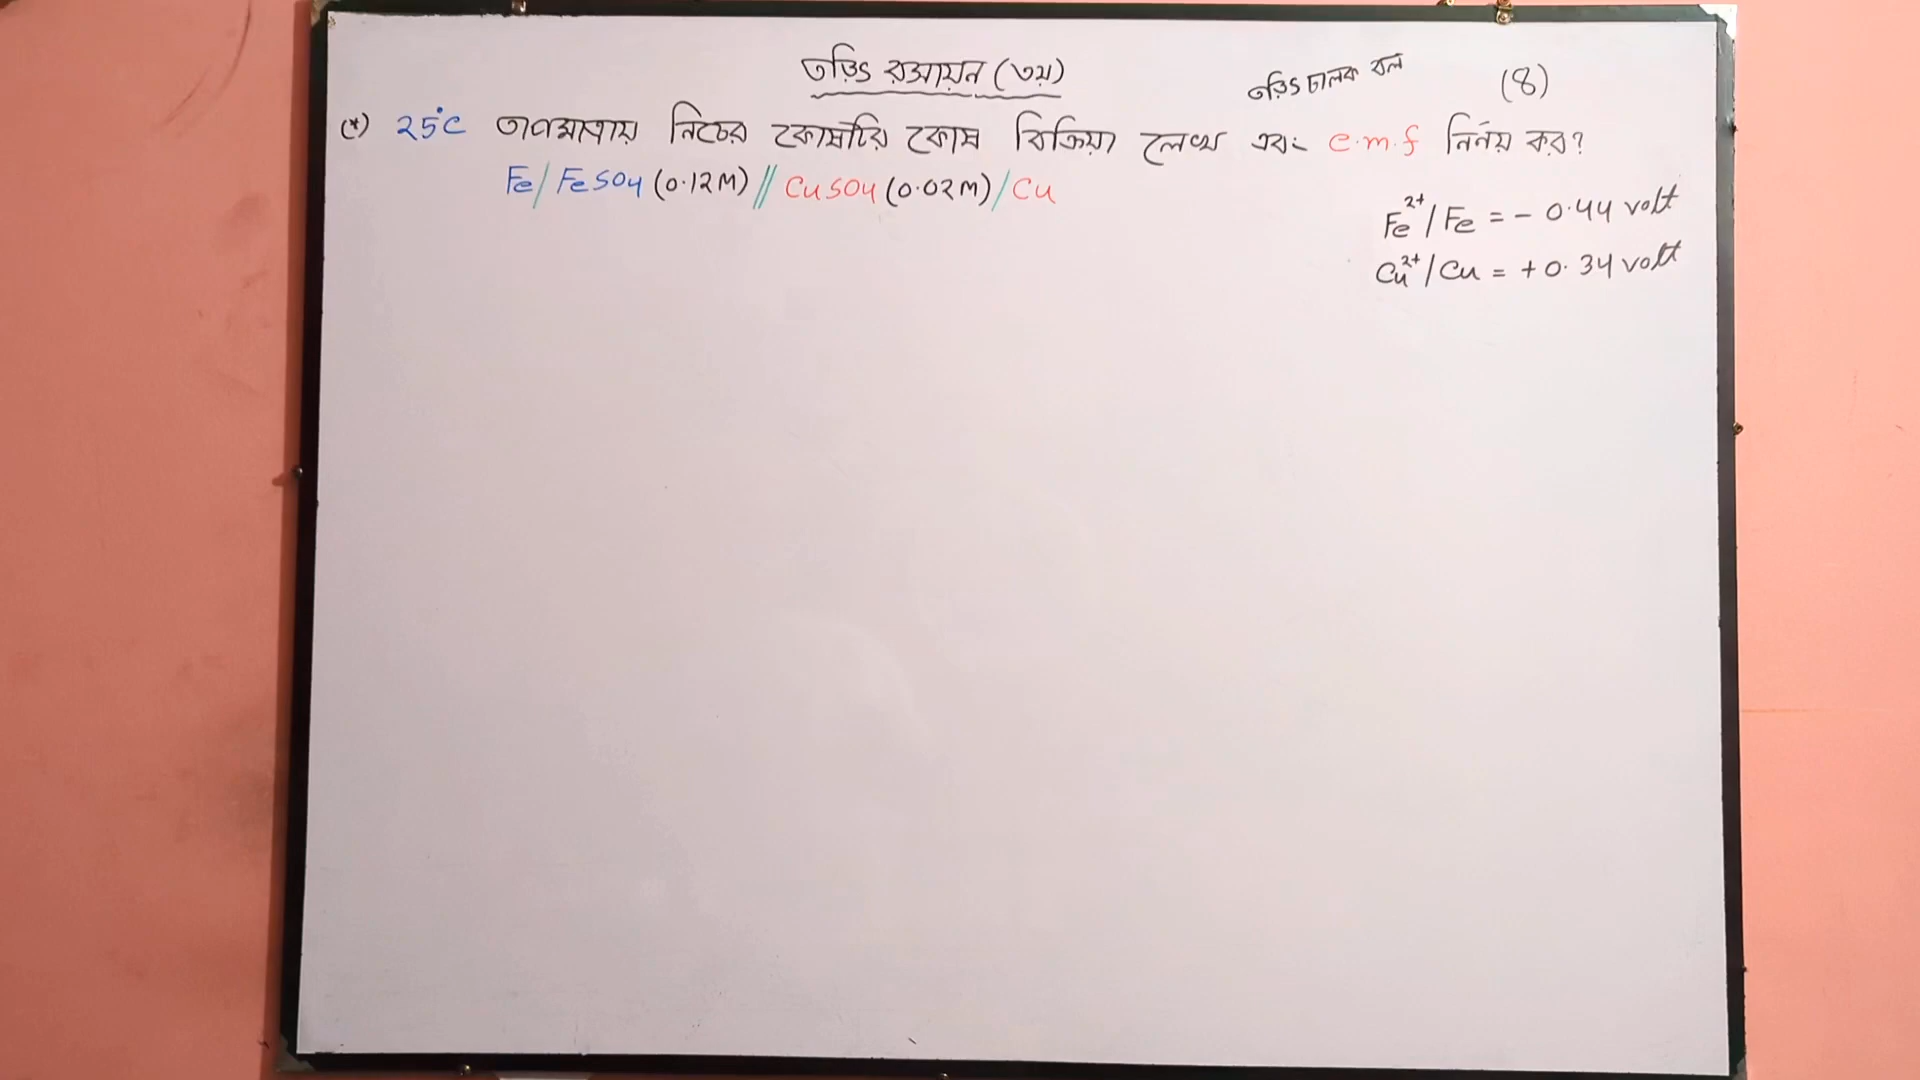 তড়িৎ রসায়ন (৩য়)
তড়িৎ চালক বল (8)
(*) 25°C তাপমাত্রায় নিচের কোষটির কোষ বিক্রিয়া লেখ এবং e.m.f নির্ণয় কর?
Fe/FeSO4 (0.12M) // CuSO4 (0.02M)/Cu
Fe²⁺/Fe = - 0.44 volt
Cu²⁺/Cu = + 0.34 volt